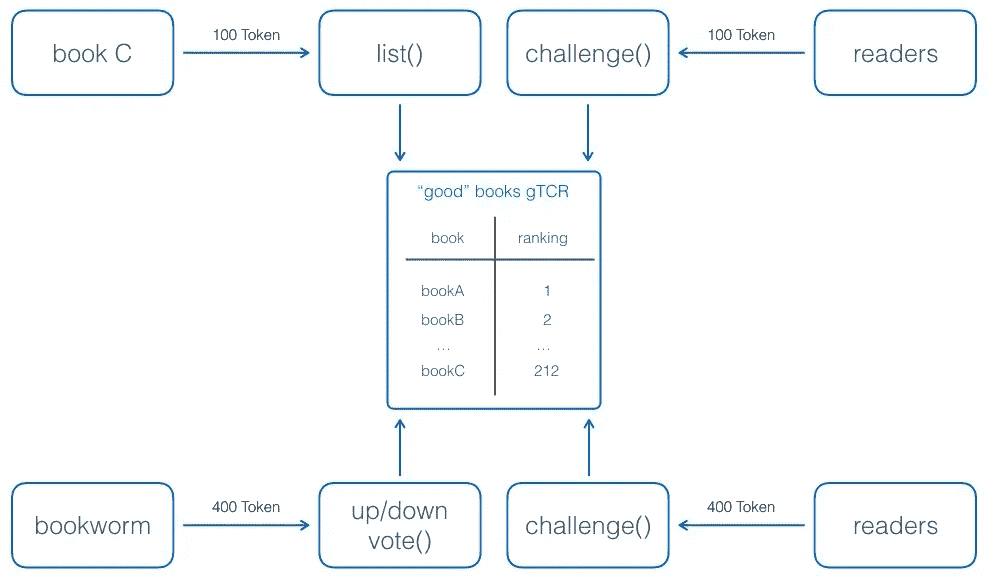 book C
100 Token
list()
challenge()
100 Token
readers
“good” books gTCR
book ranking
bookA 1
bookB 2
... ...
bookC 212
bookworm
400 Token
up/down
vote()
challenge()
400 Token
readers